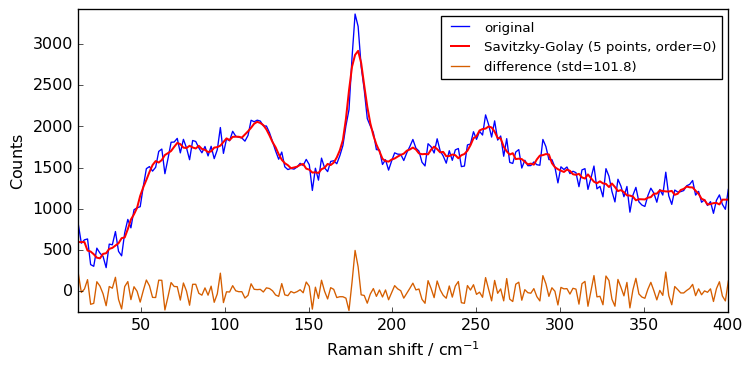 original
Savitzky-Golay (5 points, order=0)
difference (std=101.8)
Counts
3000
2500
2000
1500
1000
500
0
50 100 150 200 250 300 350 400
Raman shift / cm⁻¹